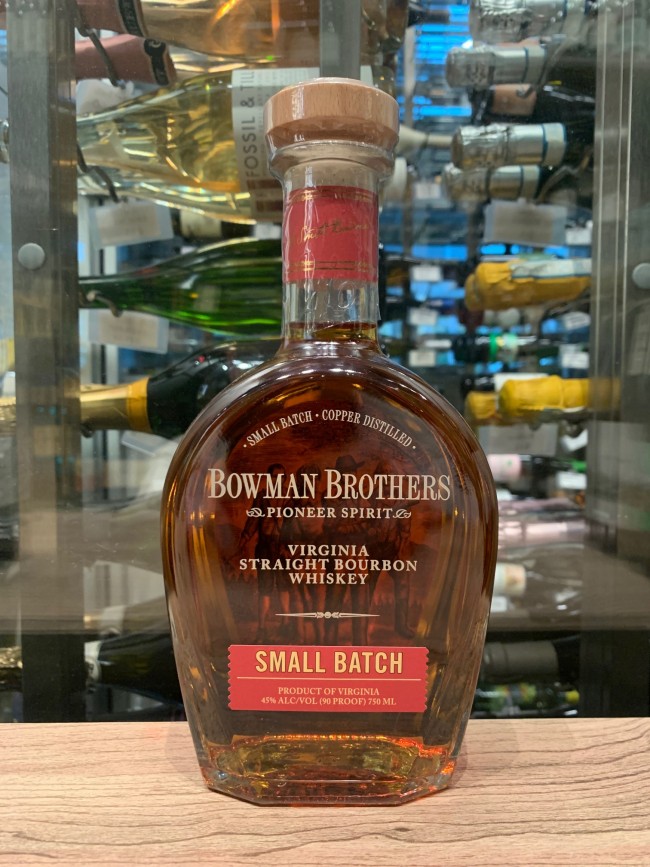 FOSSIL & TIL
· SMALL BATCH · COPPER DISTILLED ·
BOWMAN BROTHERS
PIONEER SPIRIT
VIRGINIA
STRAIGHT BOURBON
WHISKEY
SMALL BATCH
PRODUCT OF VIRGINIA
45% ALC/VOL (90 PROOF) 750 ML